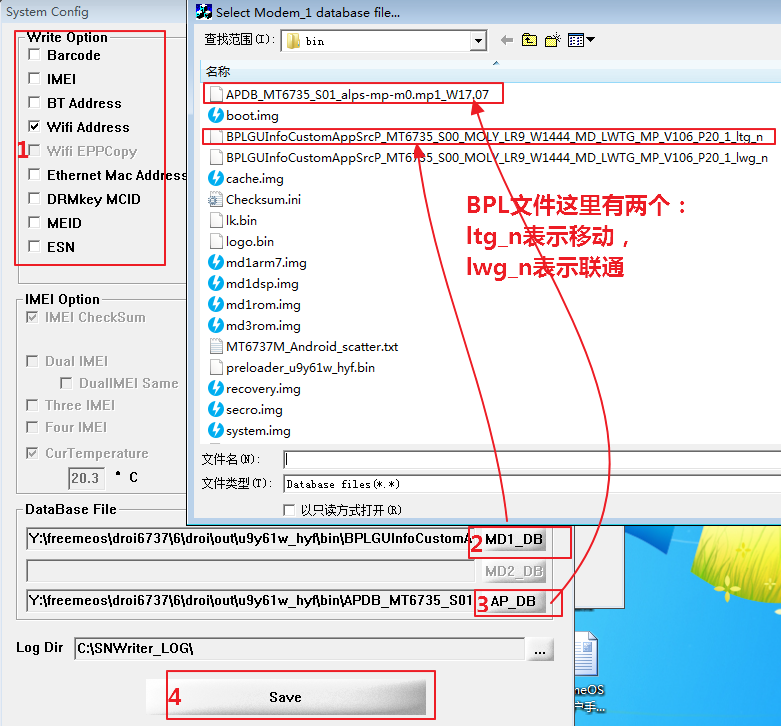 System Config
Write Option
Barcode
IMEI
BT Address
Wifi Address
1
Wifi EPPCopy
Ethernet Mac Address
DRMkey MCID
MEID
ESN
IMEI Option
IMEI CheckSum
Dual IMEI
DualIMEI Same
Three IMEI
Four IMEI
CurTemperature
20.3 ° C
Select Modem_1 database file...
查找范围(I): bin
名称
APDB_MT6735_S01_alps-mp-m0.mp1_W17.07
boot.img
BPLGUInfoCustomAppSrcP_MT6735_S00_MOLY_LR9_W1444_MD_LWTG_MP_V106_P20_1_ltg_n
BPLGUInfoCustomAppSrcP_MT6735_S00_MOLY_LR9_W1444_MD_LWTG_MP_V106_P20_1_lwg_n
cache.img
Checksum.ini
lk.bin
logo.bin
md1arm7.img
md1dsp.img
md1rom.img
md3rom.img
MT6737M_Android_scatter.txt
preloader_u9y61w_hyf.bin
recovery.img
secro.img
system.img
BPL文件这里有两个：
ltg_n表示移动，
lwg_n表示联通
文件名(N):
文件类型(T): Database files(*.*)
以只读方式打开(R)
DataBase File
Y:\freemeos\droi6737\6\droi\out\u9y61w_hyf\bin\BPLGUInfoCustomA
2 MD1_DB
MD2_DB
Y:\freemeos\droi6737\6\droi\out\u9y61w_hyf\bin\APDB_MT6735_S01
3 AP_DB
Log Dir C:\SNWriter_LOG\ ...
4 Save
neOS
户手...